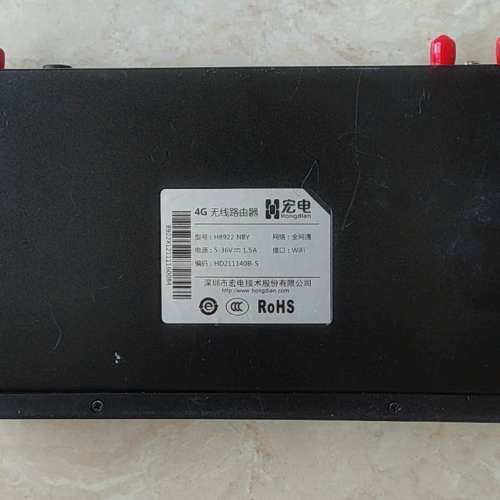 4G 无线路由器
宏电
Hongdian
型号: H8922 NBY
网络: 全网通
电源: 5-36V 1.5A
接口: WiFi
编码: HD211140B-S
深圳市宏电技术股份有限公司
http://www.hongdian.com
CCC
RoHS